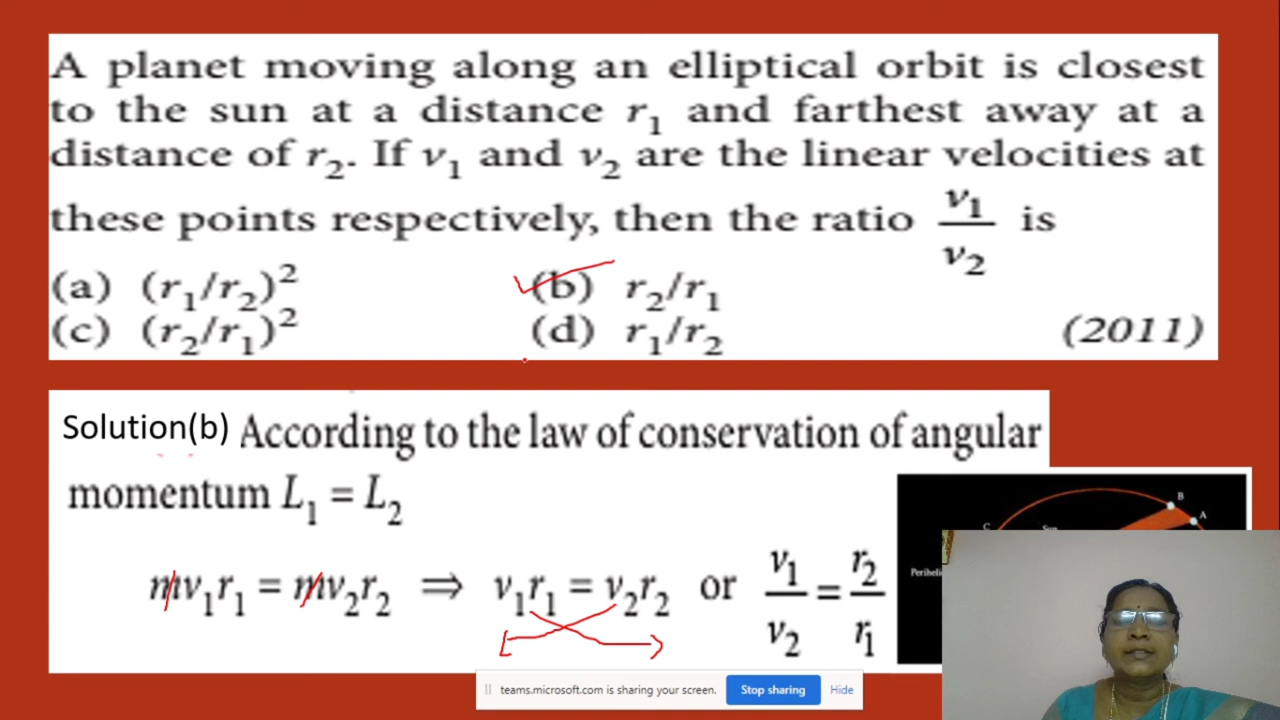 A planet moving along an elliptical orbit is closest
to the sun at a distance r₁ and farthest away at a
distance of r₂. If v₁ and v₂ are the linear velocities at
these points respectively, then the ratio v₁/v₂ is
(a) (r₁/r₂)² (b) r₂/r₁
(c) (r₂/r₁)² (d) r₁/r₂ (2011)
Solution(b) According to the law of conservation of angular
momentum L₁ = L₂
mv₁r₁ = mv₂r₂ ⇒ v₁r₁ = v₂r₂ or v₁/v₂ = r₂/r₁
B
A
C
Sun
Periheli
teams.microsoft.com is sharing your screen. Stop sharing Hide